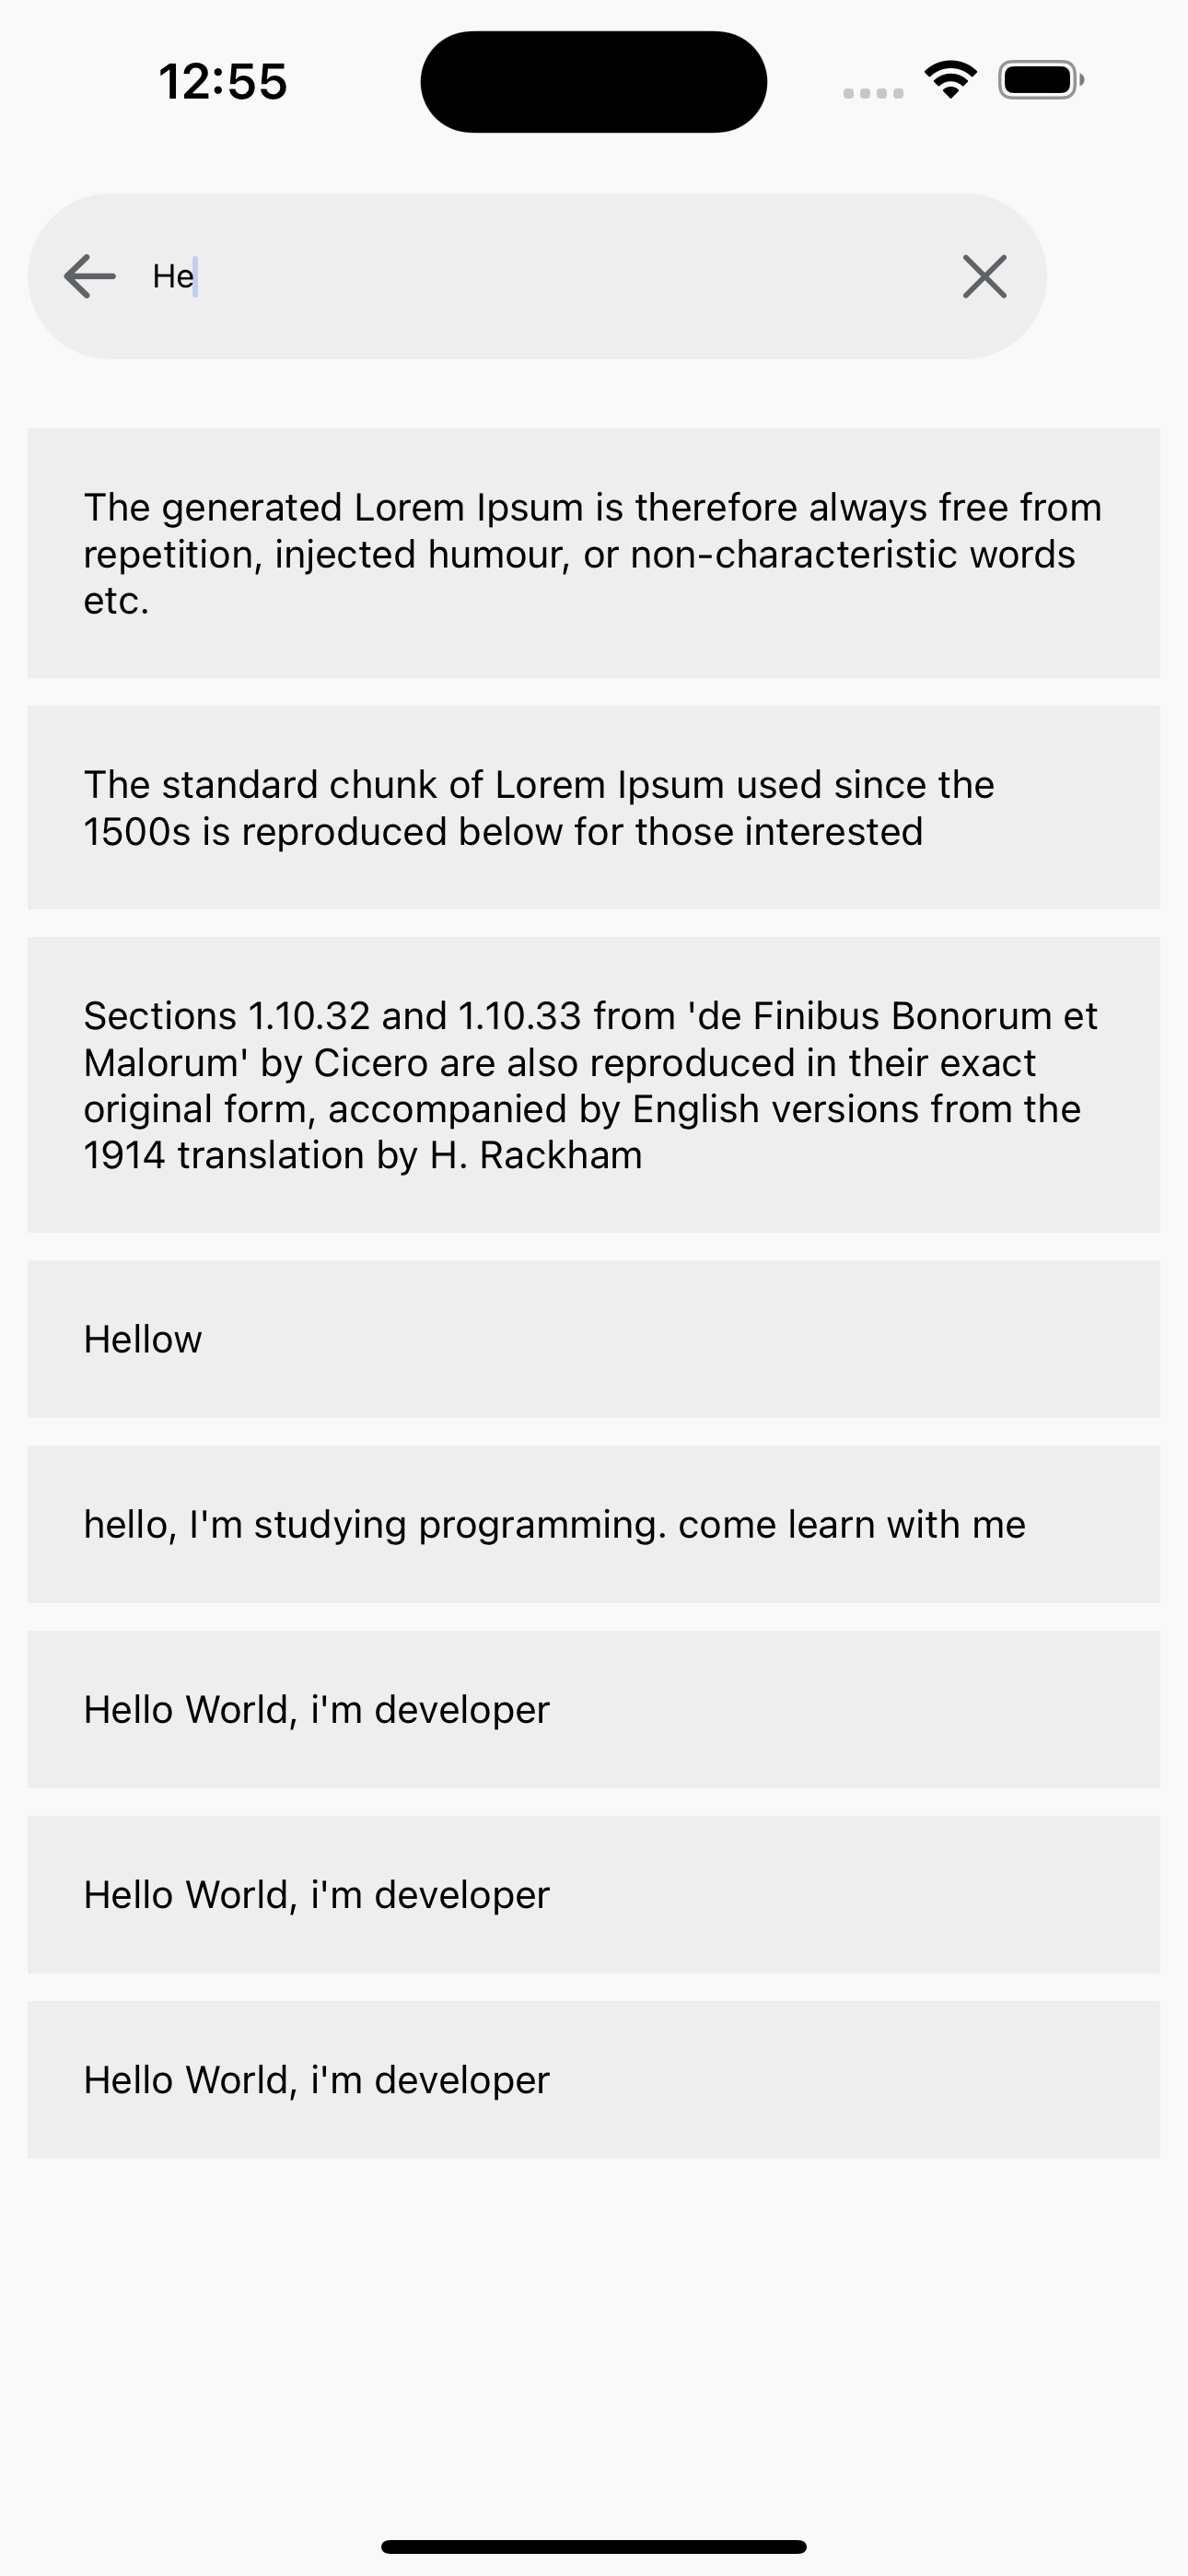 12:55
He
The generated Lorem Ipsum is therefore always free from
repetition, injected humour, or non-characteristic words
etc.
The standard chunk of Lorem Ipsum used since the
1500s is reproduced below for those interested
Sections 1.10.32 and 1.10.33 from 'de Finibus Bonorum et
Malorum' by Cicero are also reproduced in their exact
original form, accompanied by English versions from the
1914 translation by H. Rackham
Hellow
hello, I'm studying programming. come learn with me
Hello World, i'm developer
Hello World, i'm developer
Hello World, i'm developer